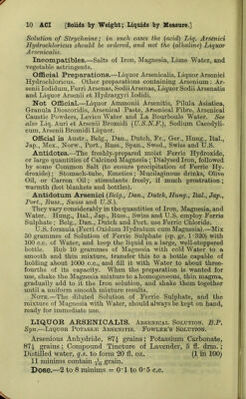 10 ACI [Solids by Weight; Liquids by Measure.]
Solution of Strychnine; in such cases the (acid) Liq. Arsenici
Hydrochloricus should be ordered, and not the (alkaline) Liquor
Arsenicalis.
Incompatibles.—Salts of Iron, Magnesia, Lime Water, and
vegetable astringents.
Official Preparations.—Liquor Arsenicalis, Liquor Arsenici
Hydrochloricus. Other preparations containing Arsenium: Ar-
senii Iodidum, Ferri Arsenas, Sodii Arsenas, Liquor Sodii Arsenatis
and Liquor Arsenii et Hydrargyri Iodidi.
Not Official.—Liquor Ammonii Arsenitis, Pilula Asiatica,
Granula Dioscoridis, Arsenical Paste, Arsenical Fibre, Arsenical
Caustic Powders, Levico Water and La Bourboule Water. See
also Liq. Auri et Arsenii Bromidi (U.S.N.F.), Sodium Cacodyli-
cum, Arsenii Bromidi Liquor.
Official in Austr., Belg., Dan., Dutch, Fr., Ger., Hung., Ital.,
Jap., Mex., Norw., Port., Russ., Span., Swed., Swiss and U.S.
Antidotes.—The freshly-prepared moist Ferric Hydroxide,
or large quantities of Calcined Magnesia; Dialysed Iron, followed
by some Common Salt (to ensure precipitation of Ferric Hy-
droxide); Stomach-tube, Emetics; Mucilaginous drinks, Olive
Oil, or Carron Oil; stimulants freely, if much prostration;
warmth (hot blankets and bottles).
Antidotum Arsenici (Belg., Dan., Dutch, Hung., Ital., Jap.,
Port., Russ., Swiss and U.S.)
They vary considerably in the quantities of Iron, Magnesia, and
Water. Hung., Ital., Jap., Russ., Swiss and U.S. employ Ferric
Sulphate; Belg., Dan., Dutch and Port. use Ferric Chloride.
U.S. formula (Ferri Oxidum Hydratum cum Magnesia).—Mix
50 grammes of Solution of Ferric Sulphate with
100 c.c. of Water, and keep the liquid in a large, well-stoppered
bottle. Rub 10 grammes of Magnesia with cold Water to a
smooth and thin mixture, transfer this to a bottle capable of
holding about 1000 c.c., and fill it with Water to about three-
fourths of its capacity. When the preparation is wanted for
use, shake the Magnesia mixture to a homogeneous, thin magma,
gradually add to it the Iron solution, and shake them together
until a uniform smooth mixture results.
NOTE.—The diluted Solution of Ferric Sulphate, and the
mixture of Magnesia with Water, should always be kept on hand,
ready for immediate use.
LIQUOR ARSENICALIS. ARSENICAL SOLUTION. B.P.
Syn.—LIQUOR POTASSÆ ARSENITIS. FOWLER'S SOLUTION.
Arsenious Anhydride, 87½ grains; Potassium Carbonate,
87½ grains; Compound Tincture of Lavender, 5 fl. drm.;
Distilled water, q.s. to form 20 fl. oz. (1 in 100)
11 minims contain 1/10 grain.
Dose.—2 to 8 minims = 0·1 to 0·5 c.c.